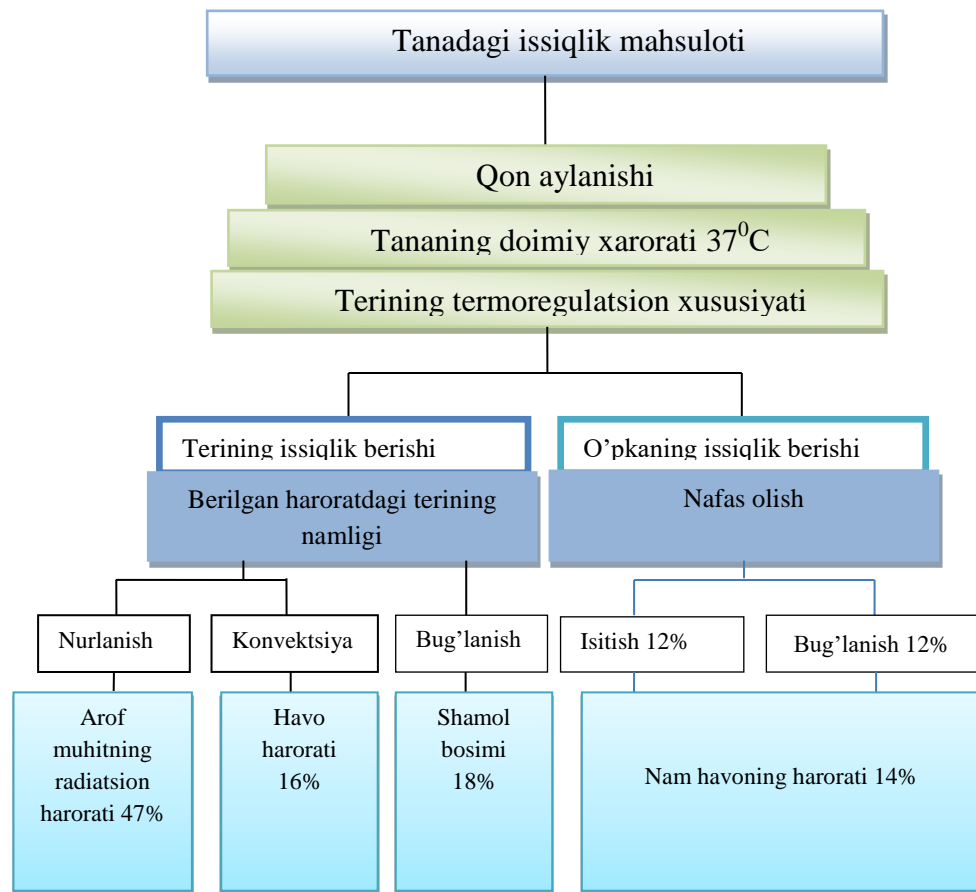 Tanadagi issiqlik mahsuloti
Qon aylanishi
Tananing doimiy xarorati 37⁰C
Terining termoregulatsion xususiyati
Terining issiqlik berishi
O’pkaning issiqlik berishi
Berilgan haroratdagi terining
namligi
Nafas olish
Nurlanish
Konvektsiya
Bug’lanish
Isitish 12%
Bug’lanish 12%
Arof
muhitning
radiatsion
harorati 47%
Havo
harorati
16%
Shamol
bosimi
18%
Nam havoning harorati 14%